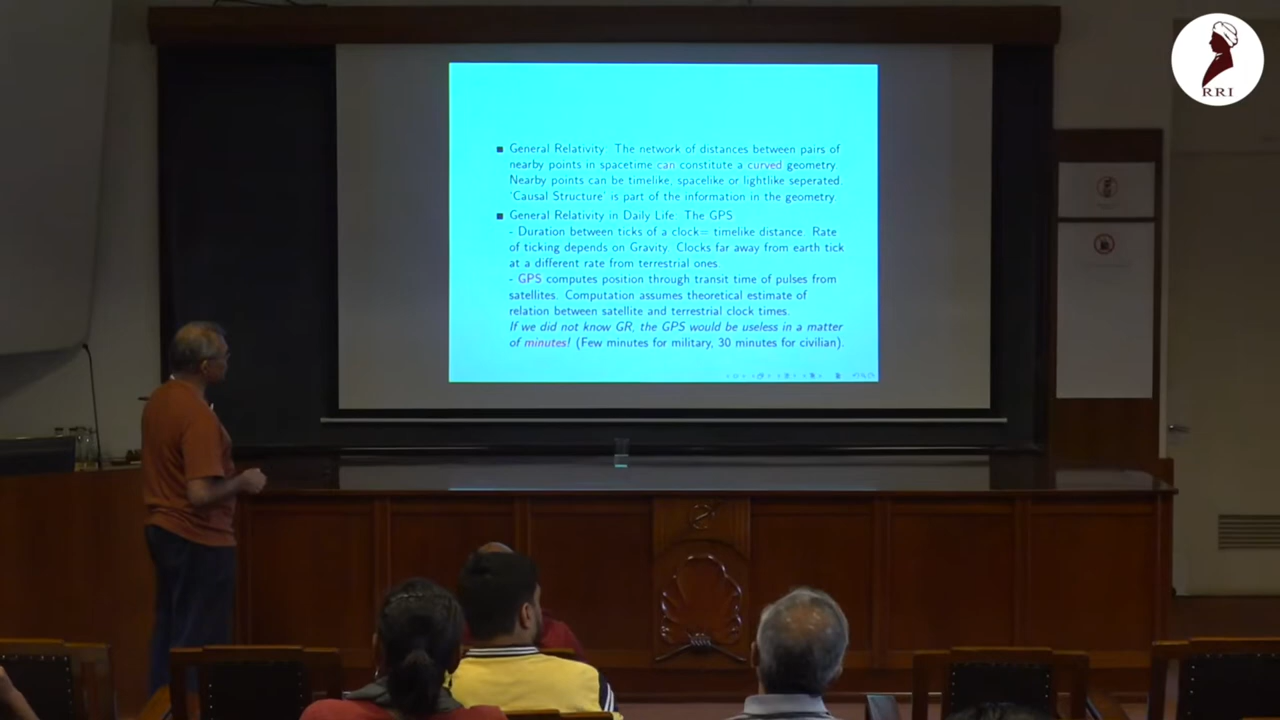 RRI
General Relativity: The network of distances between pairs of
nearby points in spacetime can constitute a curved geometry.
Nearby points can be timelike, spacelike or lightlike seperated.
'Causal Structure' is part of the information in the geometry
General Relativity in Daily Life: The GPS
- Duration between ticks of a clock= timelike distance. Rate
of ticking depends on Gravity. Clocks far away from earth tick
at a different rate from terrestrial ones.
- GPS computes position through transit time of pulses from
satellites. Computation assumes theoretical estimate of
relation between satellite and terrestrial clock times.
If we did not know GR, the GPS would be useless in a matter
of minutes! (Few minutes for military, 30 minutes for civilian).